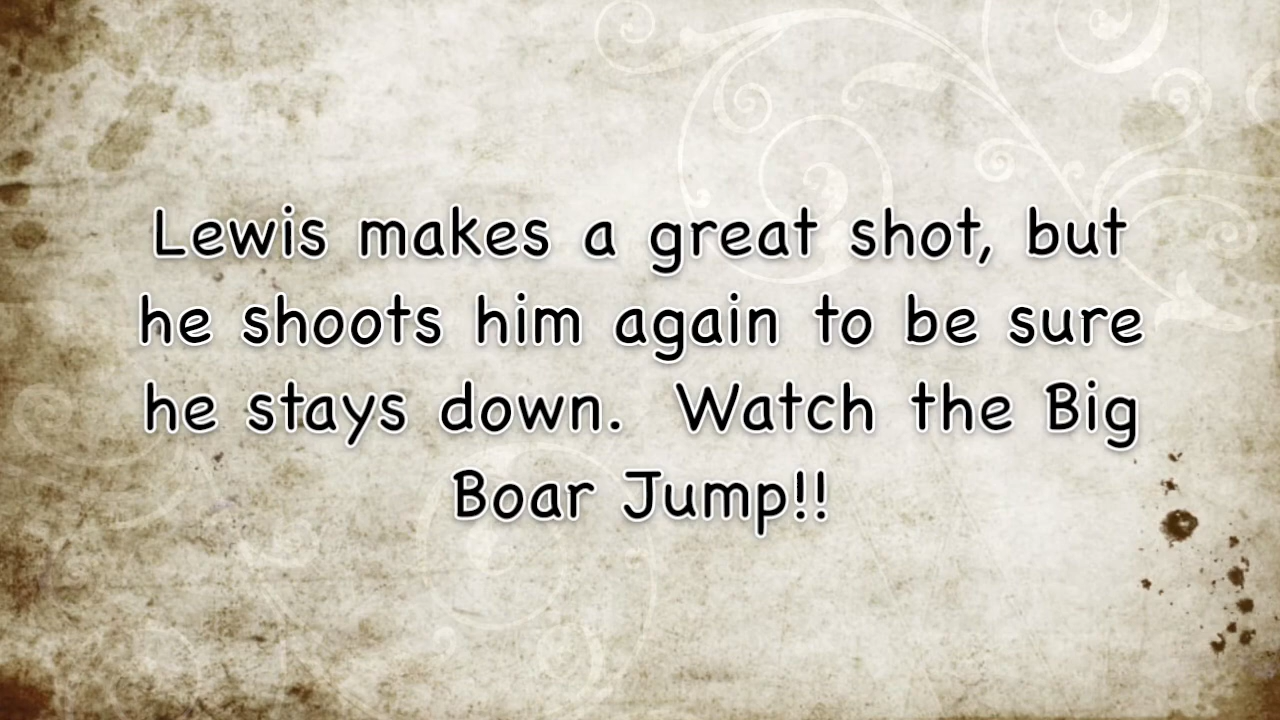 Lewis makes a great shot, but
he shoots him again to be sure
he stays down.  Watch the Big
Boar Jump!!